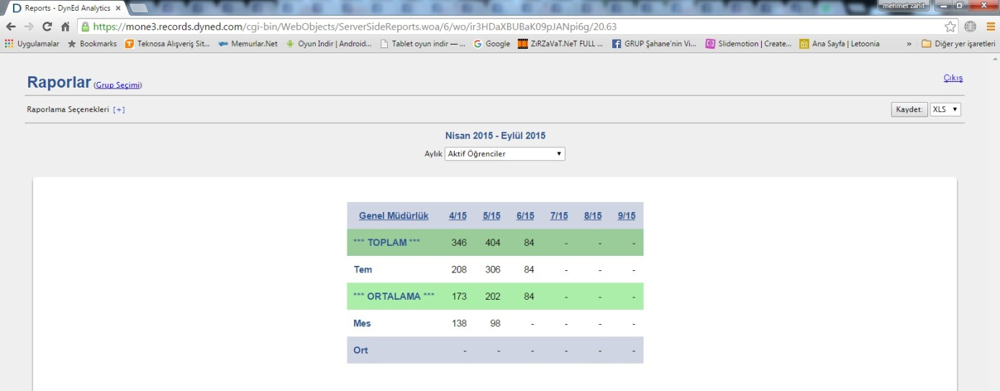 Reports - DynEd Analytics
mehmet zahit
https://mone3.records.dyned.com/cgi-bin/WebObjects/ServerSideReports.woa/6/wo/ir3HDaXBUBaK09pJANpi6g/20.63
Uygulamalar Bookmarks Teknosa Alışveriş Sit... Memurlar.Net Oyun Indir | Android... Tablet oyun indir — ... Google ZiRZaVaT.NeT FULL ... GRUP Şahane'nin Vi... Slidemotion | Create... Ana Sayfa | Letoonia » Diğer yer işaretleri
Raporlar (Grup Seçimi) Çıkış
Raporlama Seçenekleri [+] Kaydet: XLS
Nisan 2015 - Eylül 2015
Aylık Aktif Öğrenciler
Genel Müdürlük 4/15 5/15 6/15 7/15 8/15 9/15
*** TOPLAM *** 346 404 84 - - -
Tem 208 306 84 - - -
*** ORTALAMA *** 173 202 84 - - -
Mes 138 98 - - - -
Ort - - - - - -